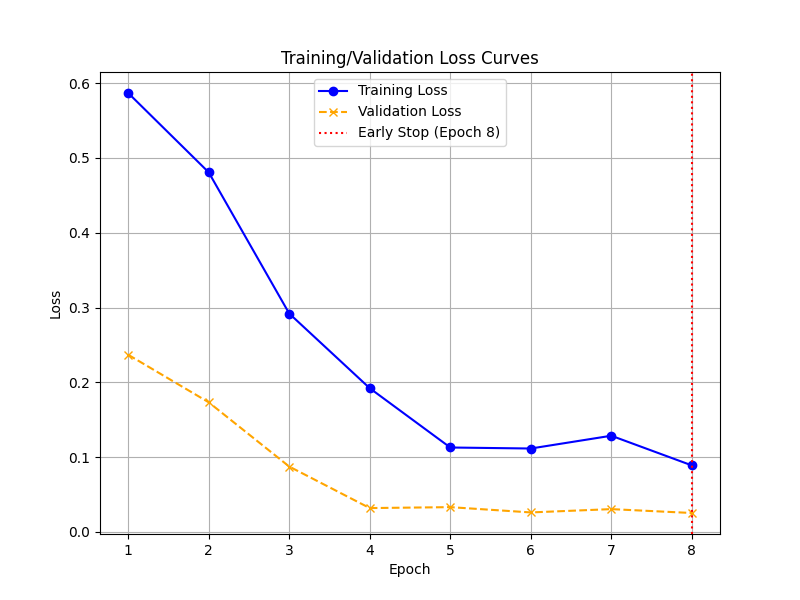 Training/Validation Loss Curves
Training Loss
Validation Loss
Early Stop (Epoch 8)
0.6
0.5
0.4
0.3
0.2
0.1
0.0
Loss
1 2 3 4 5 6 7 8
Epoch